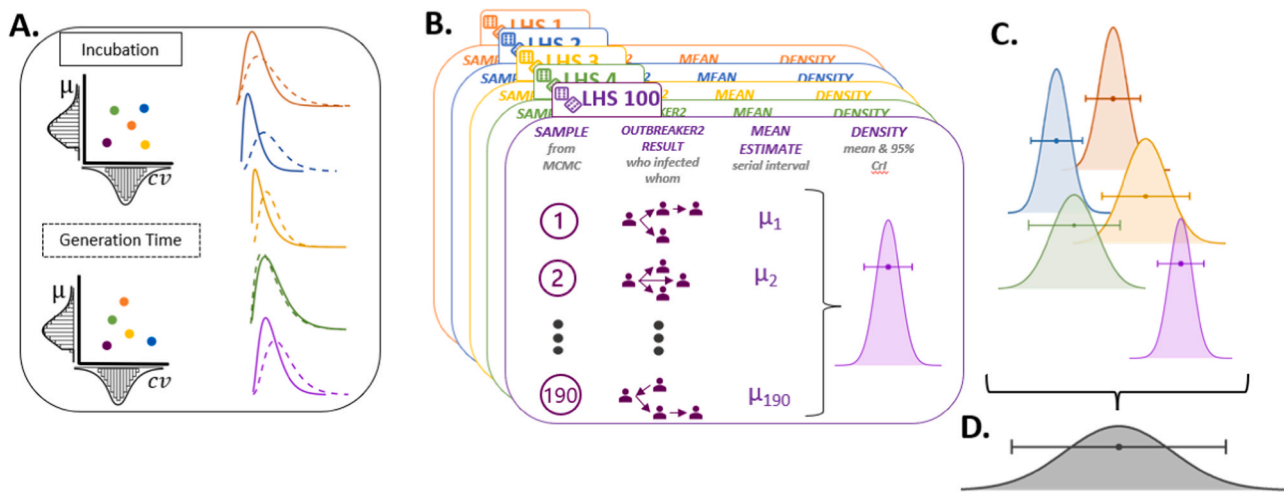 A.
Incubation
μ
cv
Generation Time
μ
cv
B.
LHS 1
LHS 2
LHS 3
LHS 4
LHS 100
MEAN DENSITY
MEAN DENSITY
MEAN DENSITY
MEAN DENSITY
SAMPLE
from
MCMC
OUTBREAKER2
RESULT
who infected
whom
MEAN
ESTIMATE
serial interval
DENSITY
mean & 95%
CrI
1
μ1
2
μ2
190
μ190
C.
D.